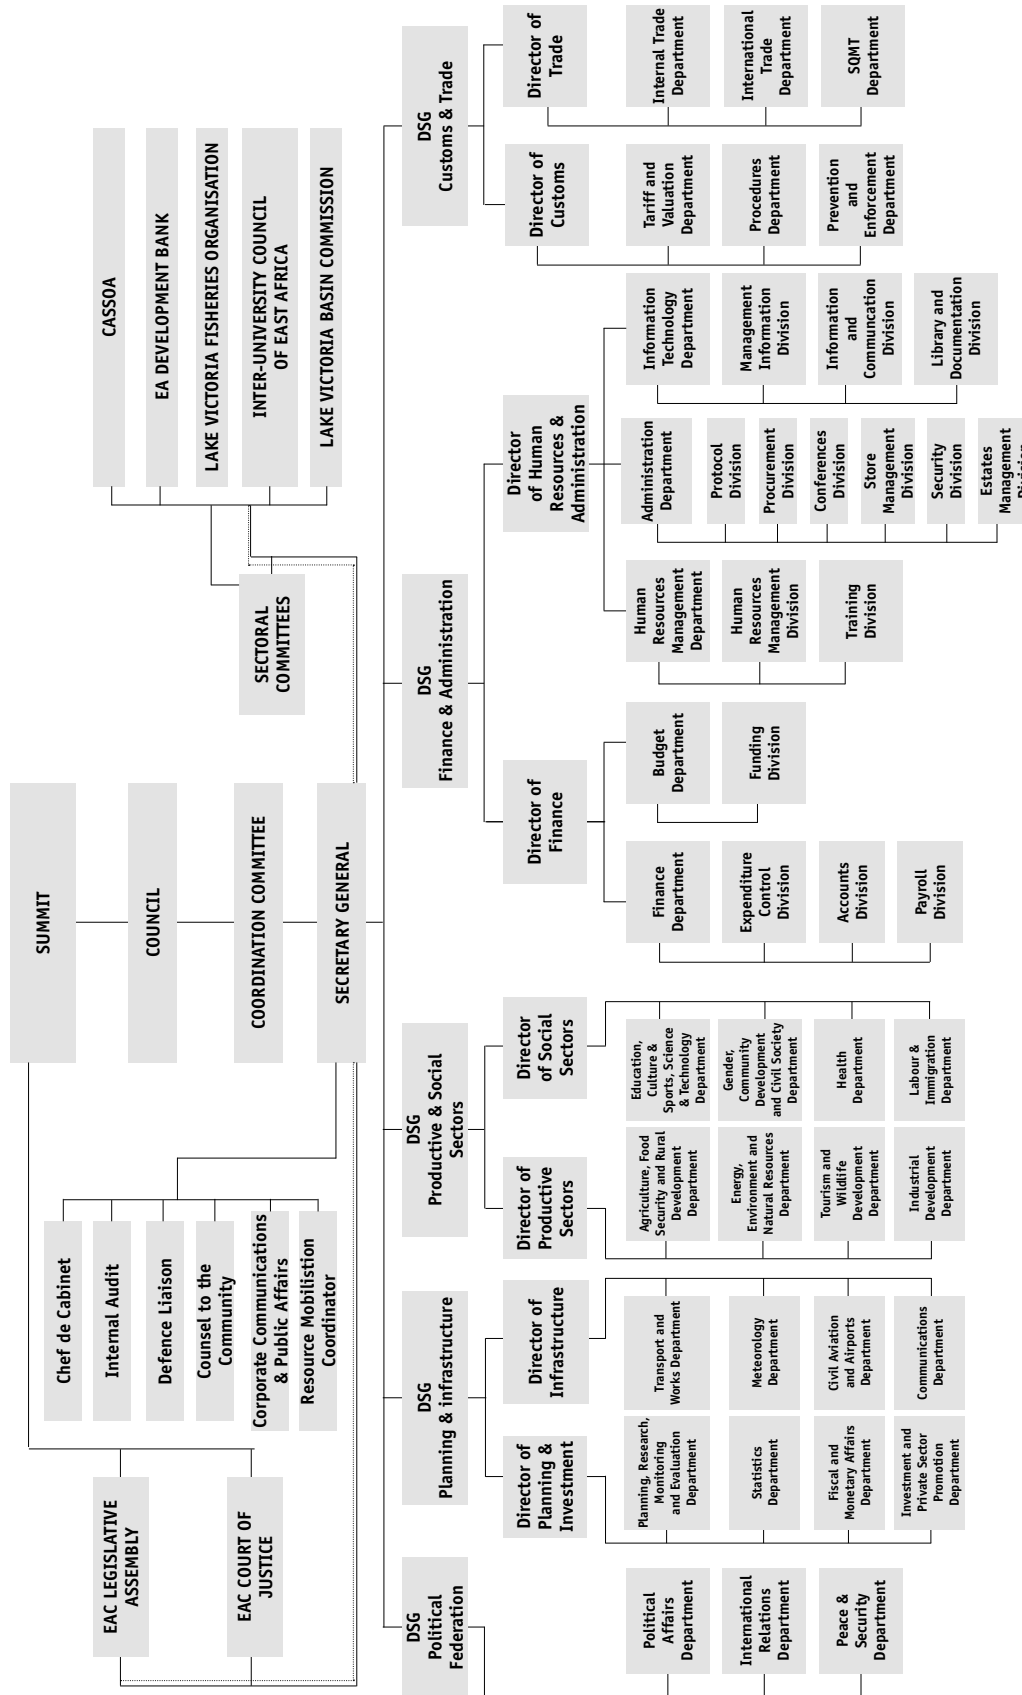 SUMMIT
COUNCIL
COORDINATION COMMITTEE
SECRETARY GENERAL
EAC LEGISLATIVE
ASSEMBLY
EAC COURT OF
JUSTICE
Chef de Cabinet
Internal Audit
Defence Liaison
Counsel to the
Community
Corporate Communications
& Public Affairs
Resource Mobilistion
Coordinator
SECTORAL
COMMITTEES
CASSOA
EA DEVELOPMENT BANK
LAKE VICTORIA FISHERIES ORGANISATION
INTER-UNIVERSITY COUNCIL
OF EAST AFRICA
LAKE VICTORIA BASIN COMMISSION
DSG
Political
Federation
Political
Affairs
Department
International
Relations
Department
Peace &
Security
Department
DSG
Planning & infrastructure
Director of
Planning &
Investment
Planning, Research,
Monitoring
and Evaluation
Department
Statistics
Department
Fiscal and
Monetary Affairs
Department
Investment and
Private Sector
Promotion
Department
Director of
Infrastructure
Transport and
Works Department
Meteorology
Department
Civil Aviation
and Airports
Department
Communications
Department
DSG
Productive & Social
Sectors
Director of
Productive
Sectors
Agriculture, Food
Security and Rural
Development
Department
Energy,
Environment and
Natural Resources
Department
Tourism and
Wildlife
Development
Department
Industrial
Development
Department
Director
of Social
Sectors
Education,
Culture &
Sports, Science
& Technology
Department
Gender,
Community
Development
and Civil Society
Department
Health
Department
Labour &
Immigration
Department
DSG
Finance & Administration
Director of
Finance
Finance
Department
Expenditure
Control
Division
Accounts
Division
Payroll
Division
Budget
Department
Funding
Division
Director
of Human
Resources &
Administration
Human
Resources
Management
Department
Human
Resources
Management
Division
Training
Division
Administration
Department
Protocol
Division
Procurement
Division
Conferences
Division
Store
Management
Division
Security
Division
Estates
Management
Division
Information
Technology
Department
Management
Information
Division
Information
and
Communcation
Division
Library and
Documentation
Division
DSG
Customs & Trade
Director of
Customs
Tariff and
Valuation
Department
Procedures
Department
Prevention
and
Enforcement
Department
Director of
Trade
Internal Trade
Department
International
Trade
Department
SQMT
Department